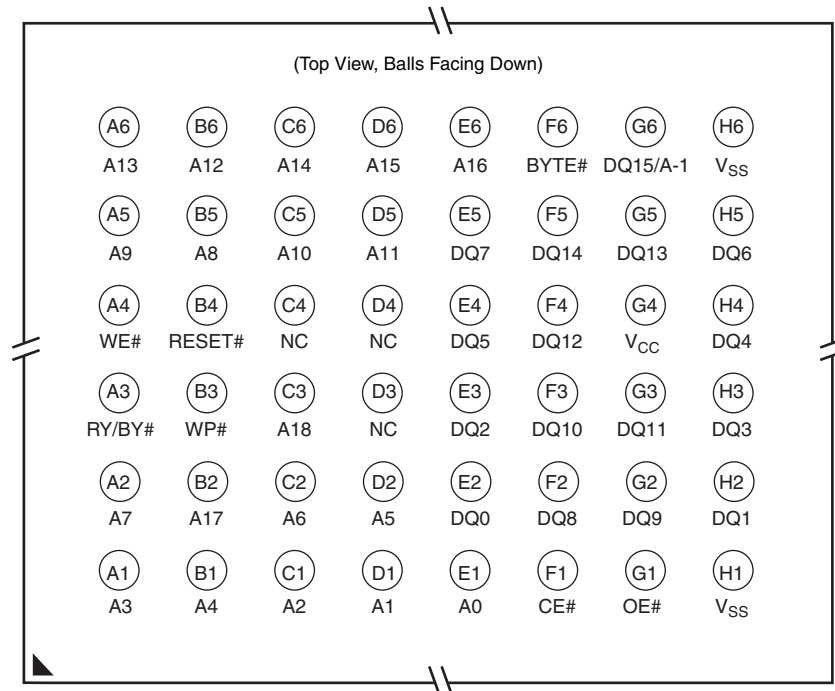 (Top View, Balls Facing Down)
A6 B6 C6 D6 E6 F6 G6 H6
A13 A12 A14 A15 A16 BYTE# DQ15/A-1 VSS
A5 B5 C5 D5 E5 F5 G5 H5
A9 A8 A10 A11 DQ7 DQ14 DQ13 DQ6
A4 B4 C4 D4 E4 F4 G4 H4
WE# RESET# NC NC DQ5 DQ12 VCC DQ4
A3 B3 C3 D3 E3 F3 G3 H3
RY/BY# WP# A18 NC DQ2 DQ10 DQ11 DQ3
A2 B2 C2 D2 E2 F2 G2 H2
A7 A17 A6 A5 DQ0 DQ8 DQ9 DQ1
A1 B1 C1 D1 E1 F1 G1 H1
A3 A4 A2 A1 A0 CE# OE# VSS